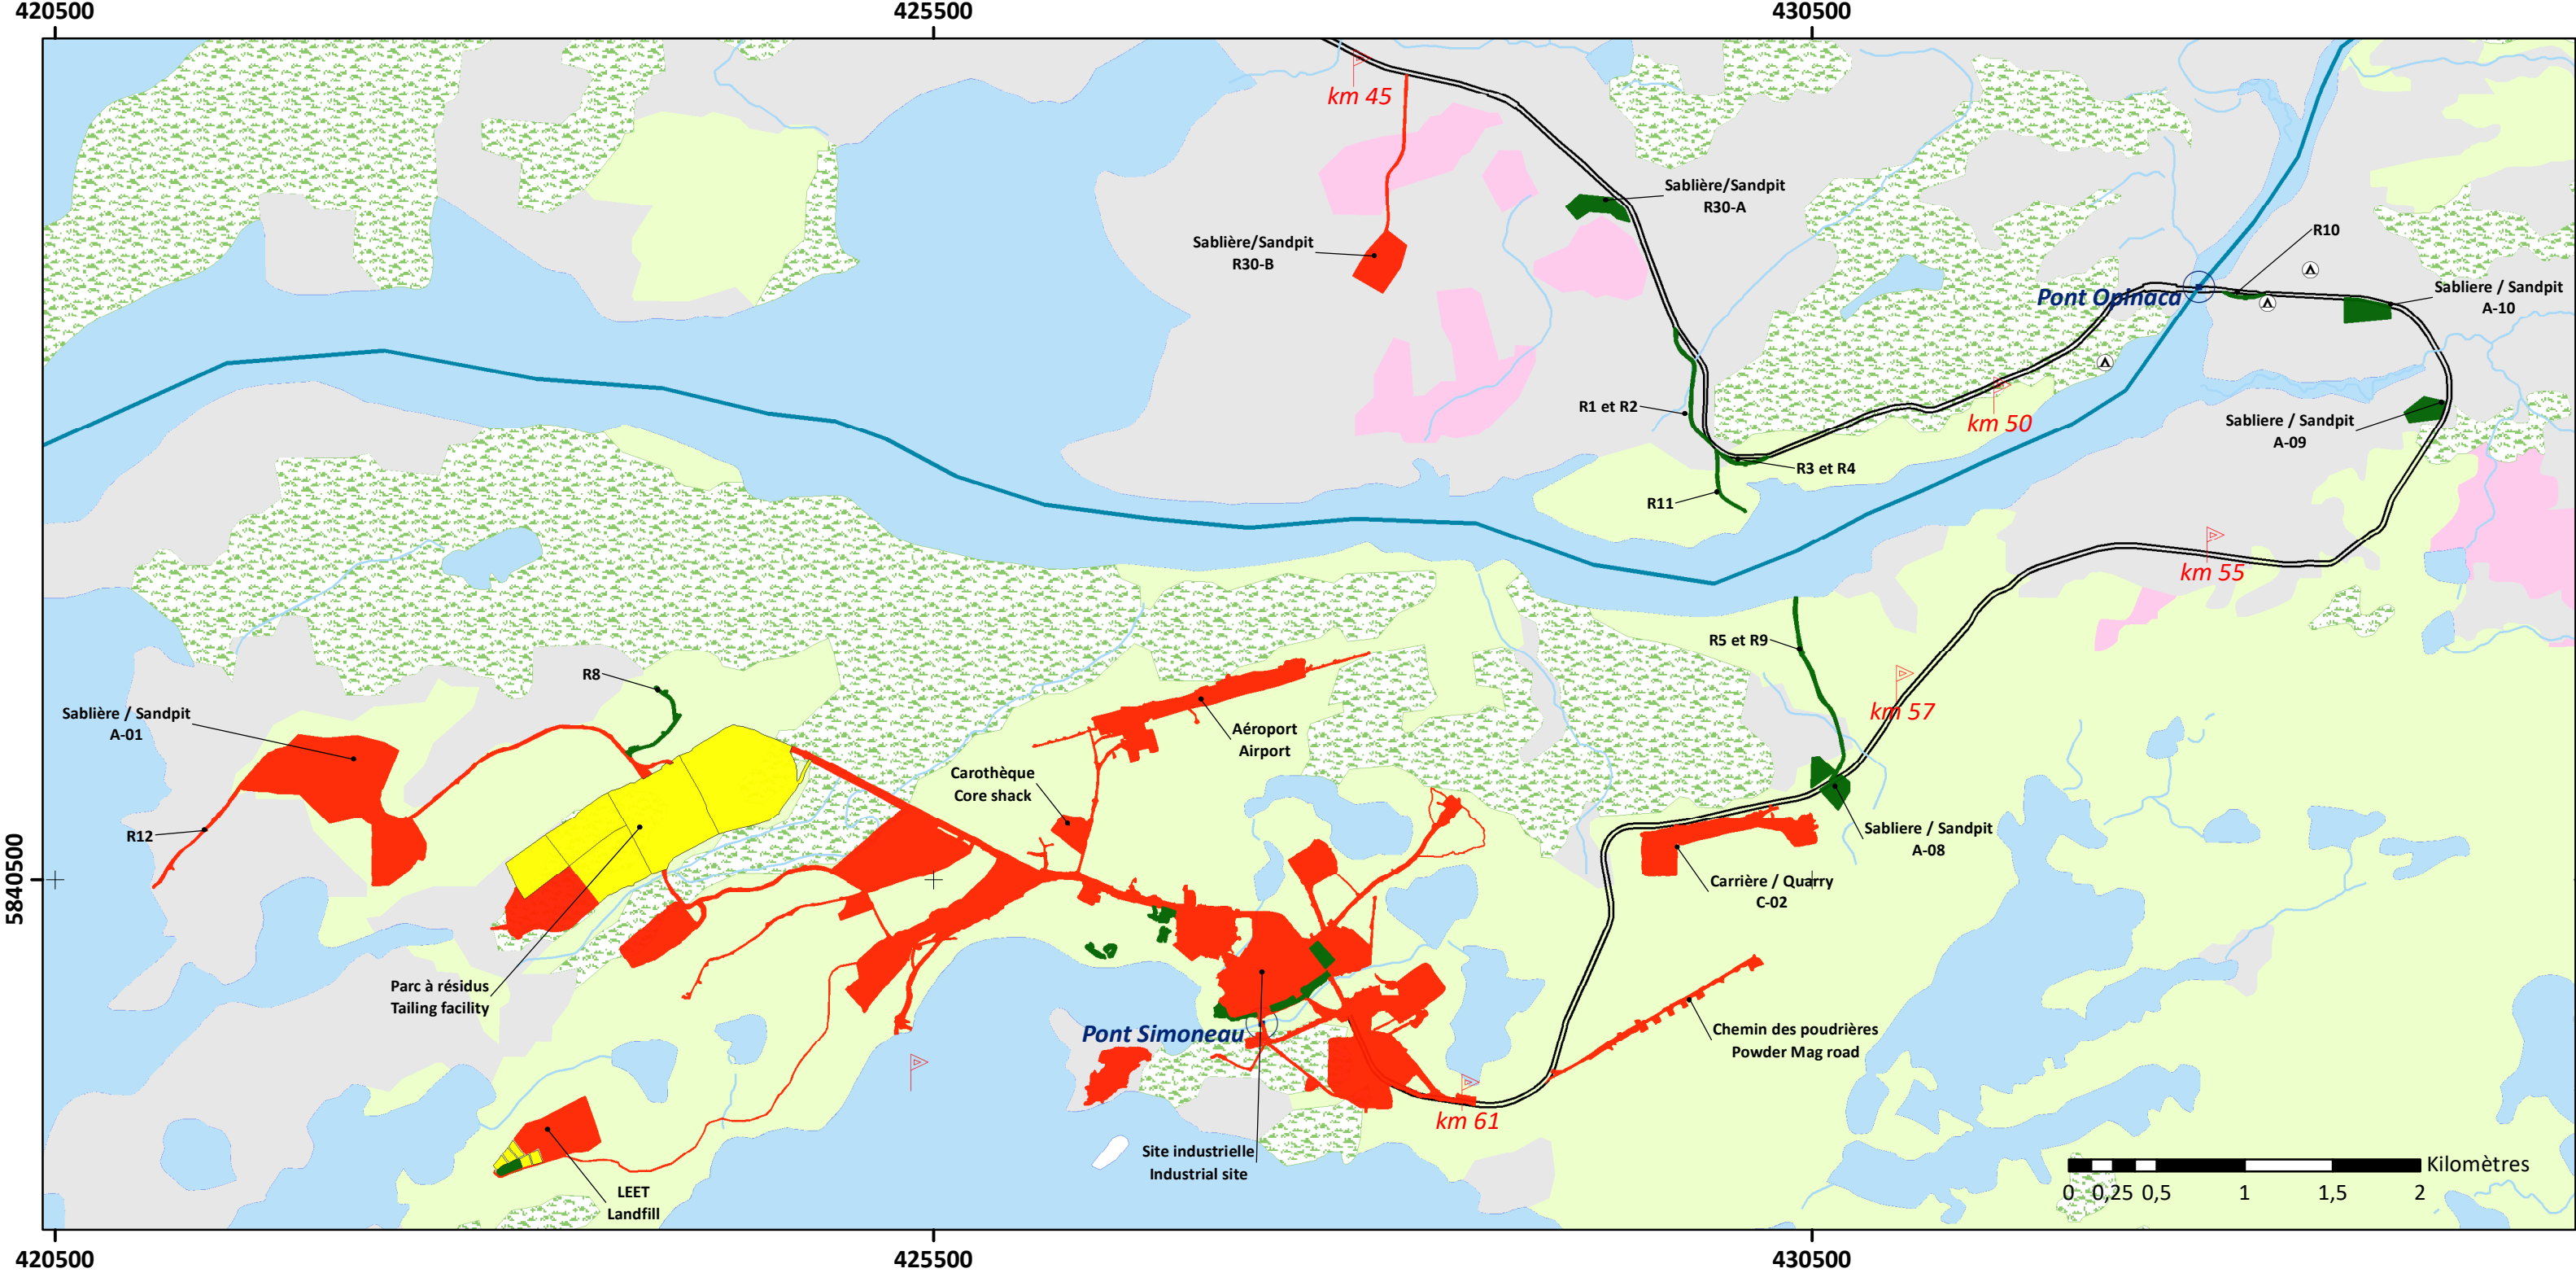 420500
425500
430500
km 45
Sablière/Sandpit
R30-A
R10
Sablière/Sandpit
R30-B
Pont Opinaca
Sabliere / Sandpit
A-10
R1 et R2
km 50
Sabliere / Sandpit
A-09
R3 et R4
R11
km 55
R5 et R9
R8
km 57
Sablière / Sandpit
A-01
Aéroport
Airport
Carothèque
Core shack
R12
Sabliere / Sandpit
A-08
5840500
Carrière / Quarry
C-02
Parc à résidus
Tailing facility
Pont Simoneau
Chemin des poudrières
Powder Mag road
km 61
Site industrielle
Industrial site
Kilomètres
0 0,25 0,5 1 1,5 2
LEET
Landfill
420500
425500
430500